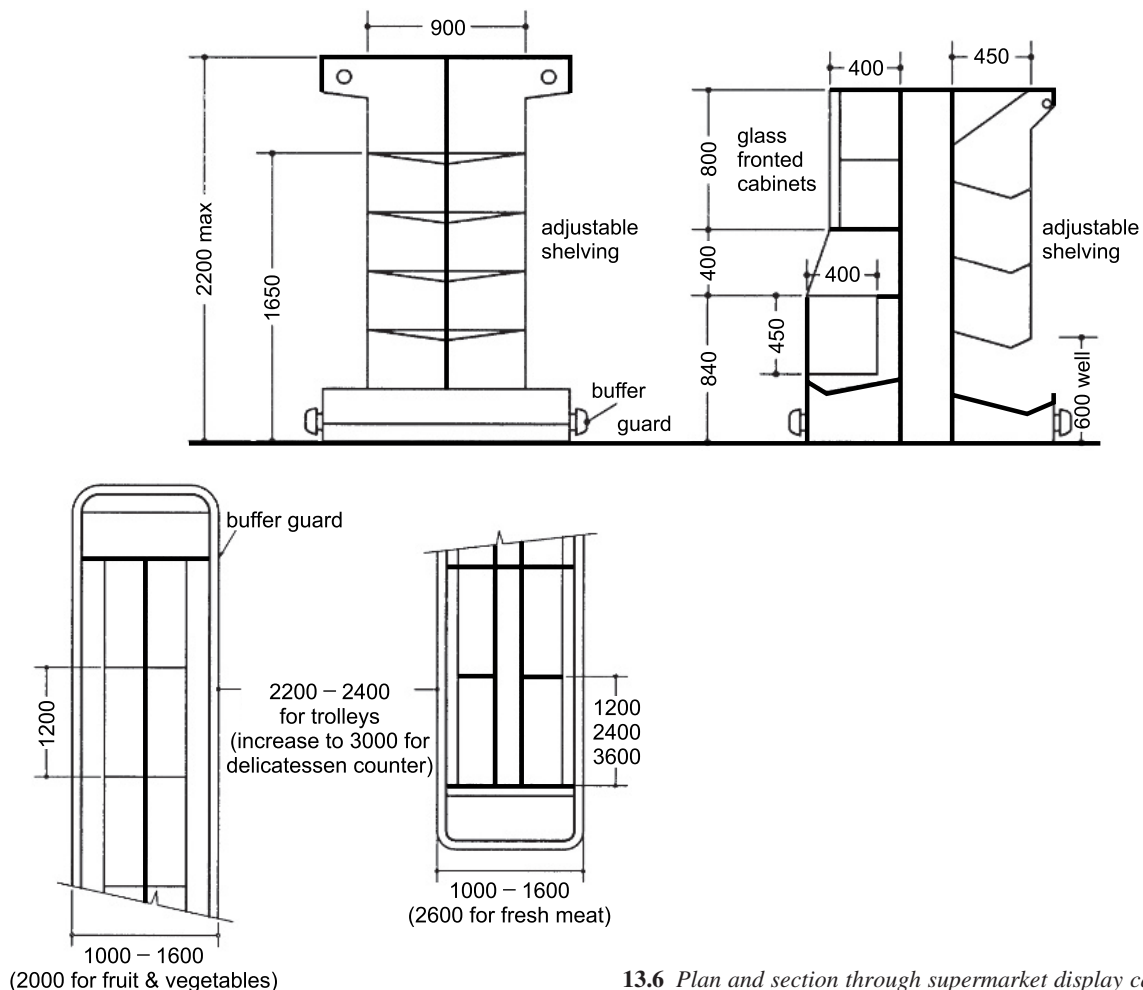 900
2200 max
1650
adjustable
shelving
buffer
guard
400
450
800
glass
fronted
cabinets
400
400
450
840
adjustable
shelving
600 well
buffer guard
1200
2200 – 2400
for trolleys
(increase to 3000 for
delicatessen counter)
1200
2400
3600
1000 – 1600
(2000 for fruit & vegetables)
1000 – 1600
(2600 for fresh meat)
13.6 Plan and section through supermarket display